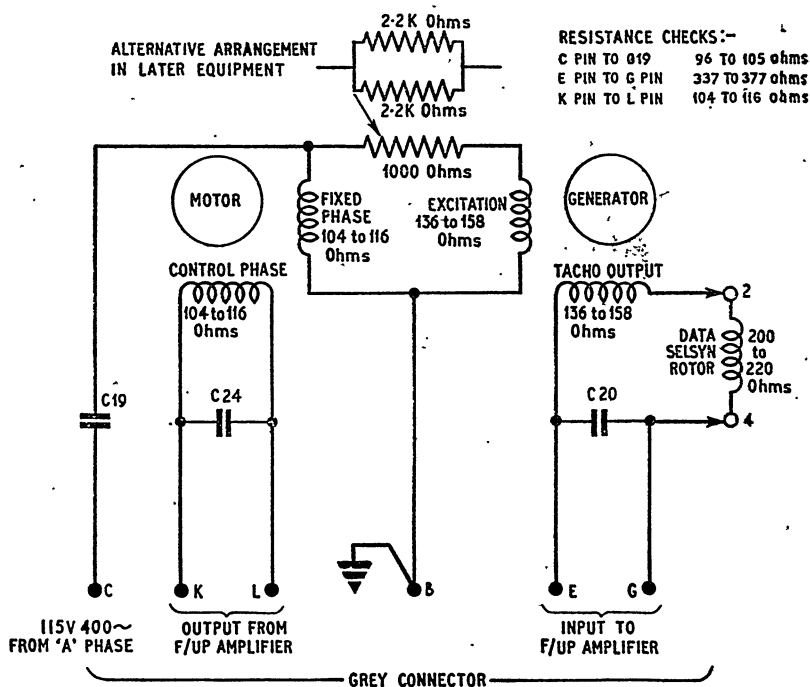 2.2K Ohms
ALTERNATIVE ARRANGEMENT
IN LATER EQUIPMENT
2.2K Ohms
RESISTANCE CHECKS:-
C PIN TO G19 96 TO 105 ohms
E PIN TO G PIN 337 TO 377 ohms
K PIN TO L PIN 104 TO 116 ohms
1000 Ohms
MOTOR
FIXED
PHASE
104 to 116
Ohms
EXCITATION
136 to 158
Ohms
GENERATOR
CONTROL PHASE
104 to 116
Ohms
TACHO OUTPUT
136 to 158
Ohms
2
DATA
SELSYN
ROTOR
200
to
220
Ohms
4
C19
C24
C20
C
K
L
B
E
G
115V 400~
FROM 'A' PHASE
OUTPUT FROM
F/UP AMPLIFIER
INPUT TO
F/UP AMPLIFIER
GREY CONNECTOR